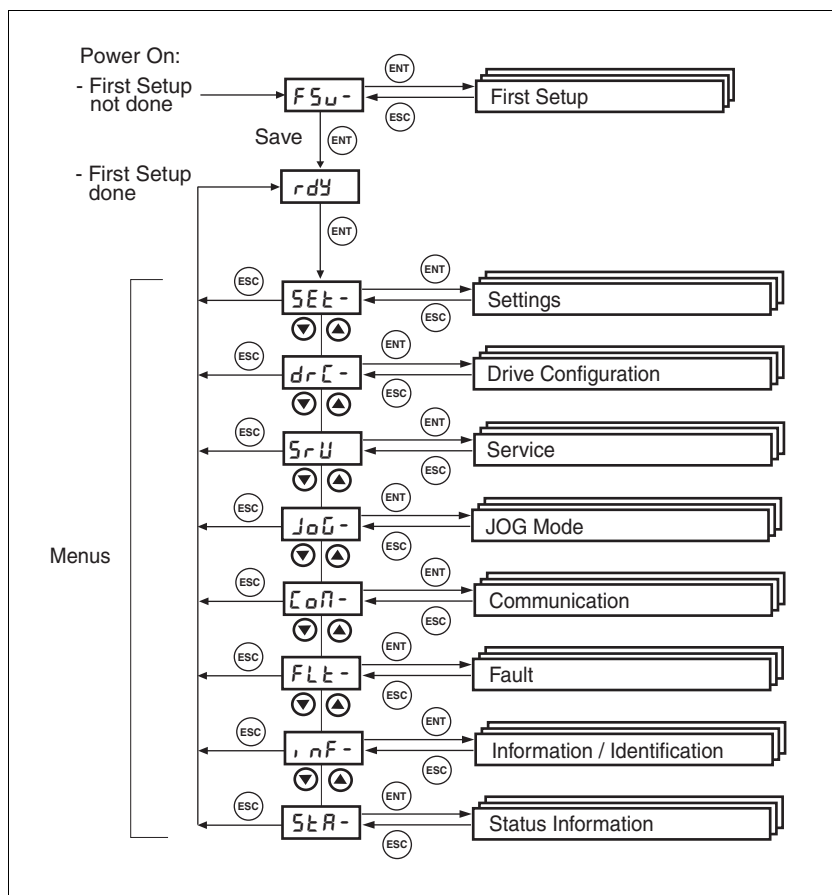 Power On:
- First Setup
not done
FSu-
ENT
ESC
First Setup
Save
ENT
- First Setup
done
rdY
ENT
Menus
ESC
SEt-
ENT
ESC
Settings
ESC
drC-
ENT
ESC
Drive Configuration
ESC
SrU
ENT
ESC
Service
ESC
JoG-
ENT
ESC
JOG Mode
ESC
CoM-
ENT
ESC
Communication
ESC
FLt-
ENT
ESC
Fault
ESC
inF-
ENT
ESC
Information / Identification
ESC
StA-
ENT
ESC
Status Information